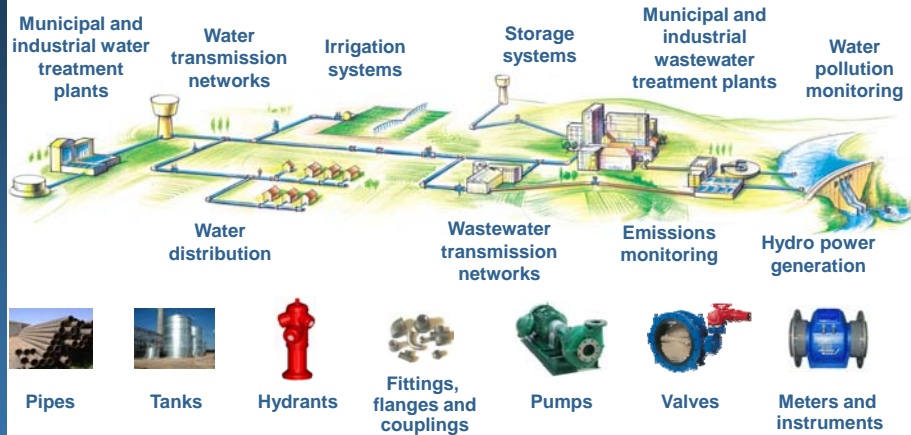 Municipal and
industrial water
treatment
plants
Water
transmission
networks
Irrigation
systems
Storage
systems
Municipal and
industrial
wastewater
treatment plants
Water
pollution
monitoring
Water
distribution
Wastewater
transmission
networks
Emissions
monitoring
Hydro power
generation
Pipes
Tanks
Hydrants
Fittings,
flanges and
couplings
Pumps
Valves
Meters and
instruments